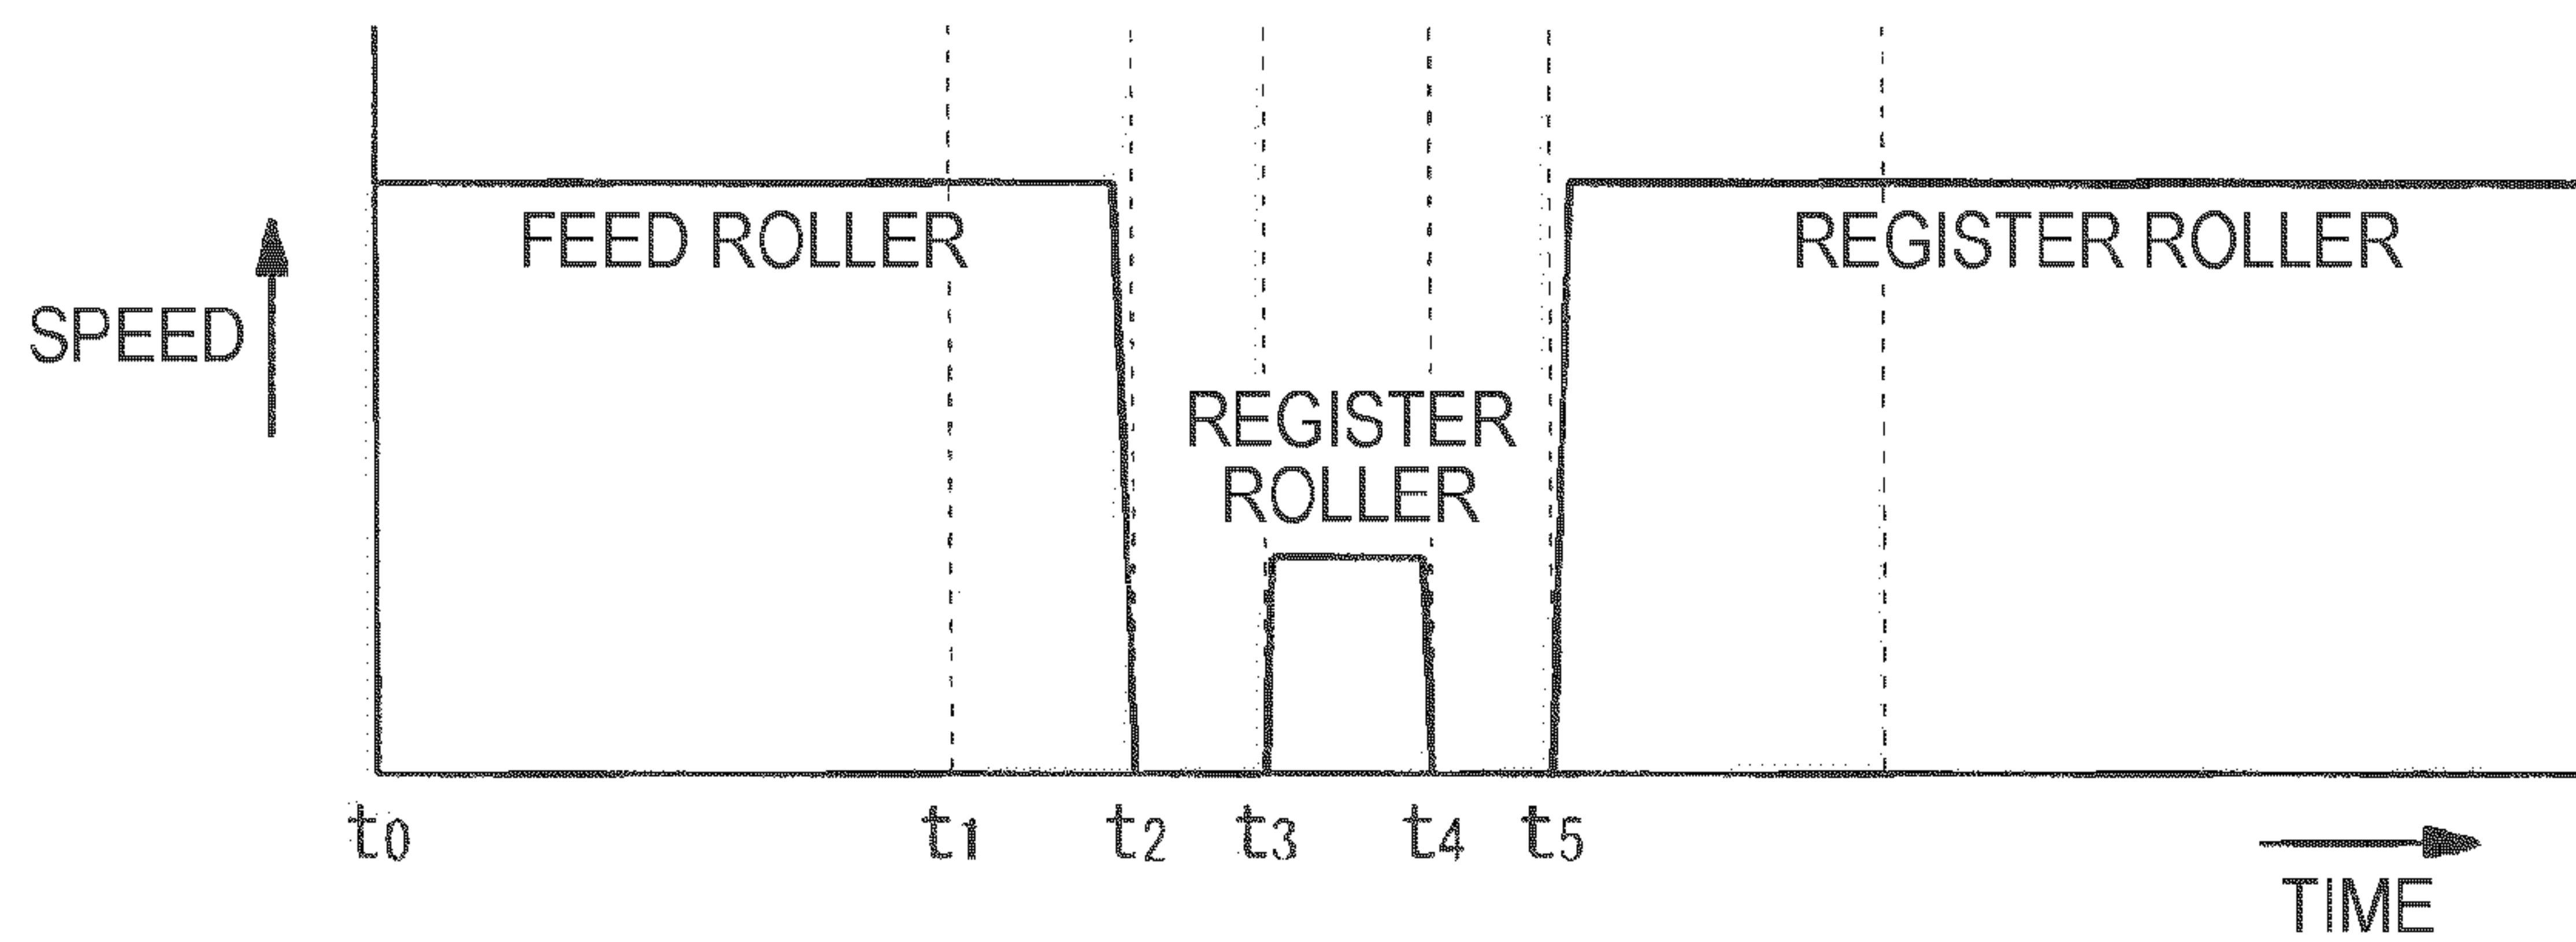 FEED ROLLER
REGISTER ROLLER
SPEED
REGISTER
ROLLER
t0 t1 t2 t3 t4 t5
TIME